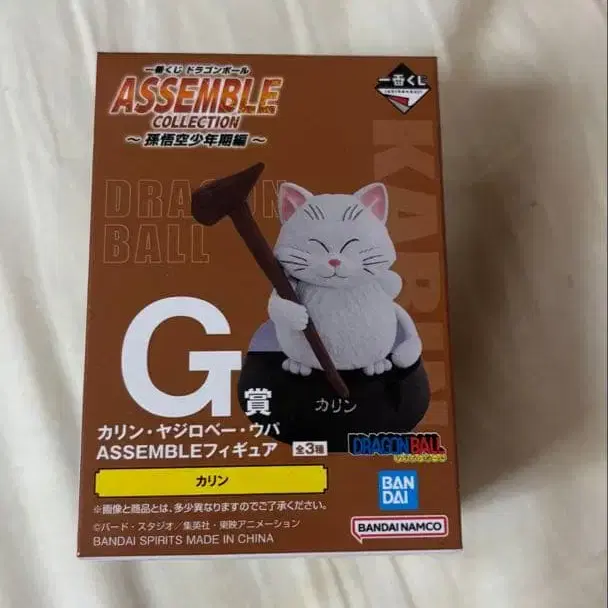 一番くじ ドラゴンボール
ASSEMBLE
COLLECTION
～ 孫悟空少年期編 ～
一番くじ
KARIN
DRAGON
BALL
G賞
カリン
カリン・ヤジロベー・ウパ
ASSEMBLEフィギュア 全3種
カリン
DRAGON BALL
※画像と商品とは、多少異なりますのでご了承ください。
©バード・スタジオ／集英社・東映アニメーション
BANDAI SPIRITS MADE IN CHINA
BAN
DAI
BANDAI NAMCO